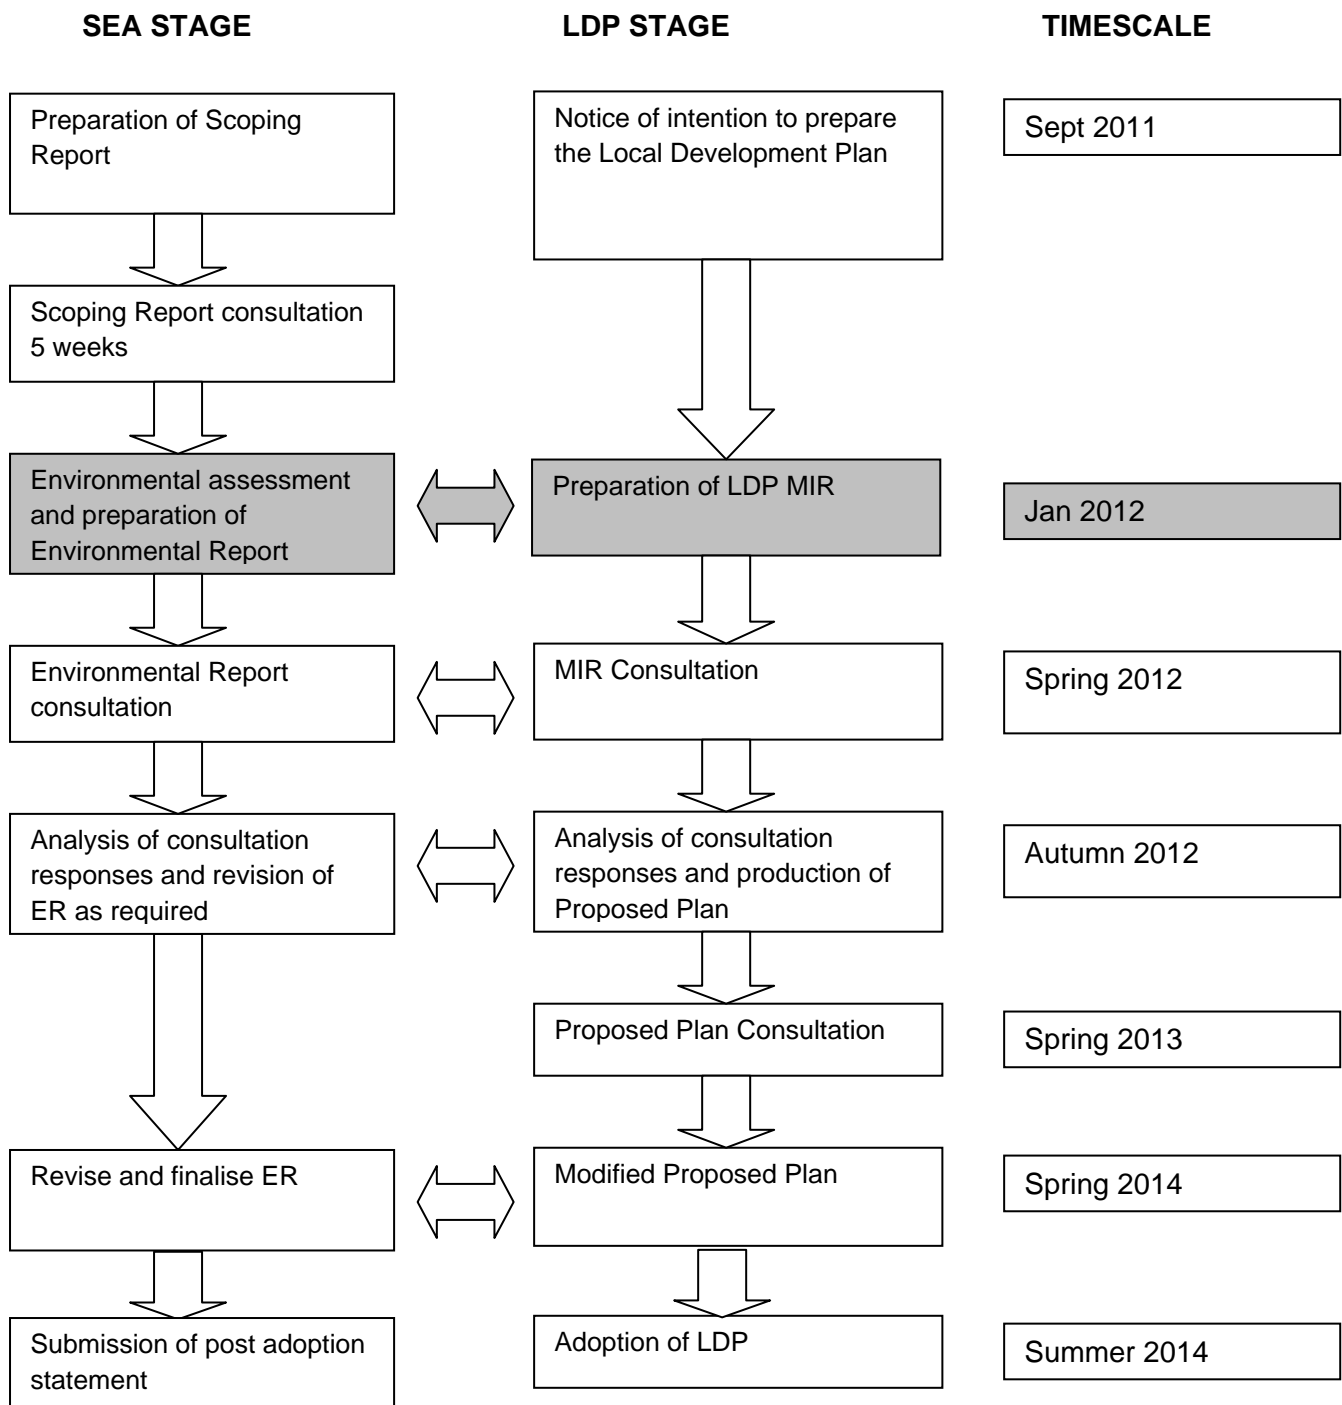 SEA STAGE
LDP STAGE
TIMESCALE
Preparation of Scoping
Report
Notice of intention to prepare
the Local Development Plan
Sept 2011
Scoping Report consultation
5 weeks
Environmental assessment
and preparation of
Environmental Report
Preparation of LDP MIR
Jan 2012
Environmental Report
consultation
MIR Consultation
Spring 2012
Analysis of consultation
responses and revision of
ER as required
Analysis of consultation
responses and production of
Proposed Plan
Autumn 2012
Proposed Plan Consultation
Spring 2013
Revise and finalise ER
Modified Proposed Plan
Spring 2014
Submission of post adoption
statement
Adoption of LDP
Summer 2014